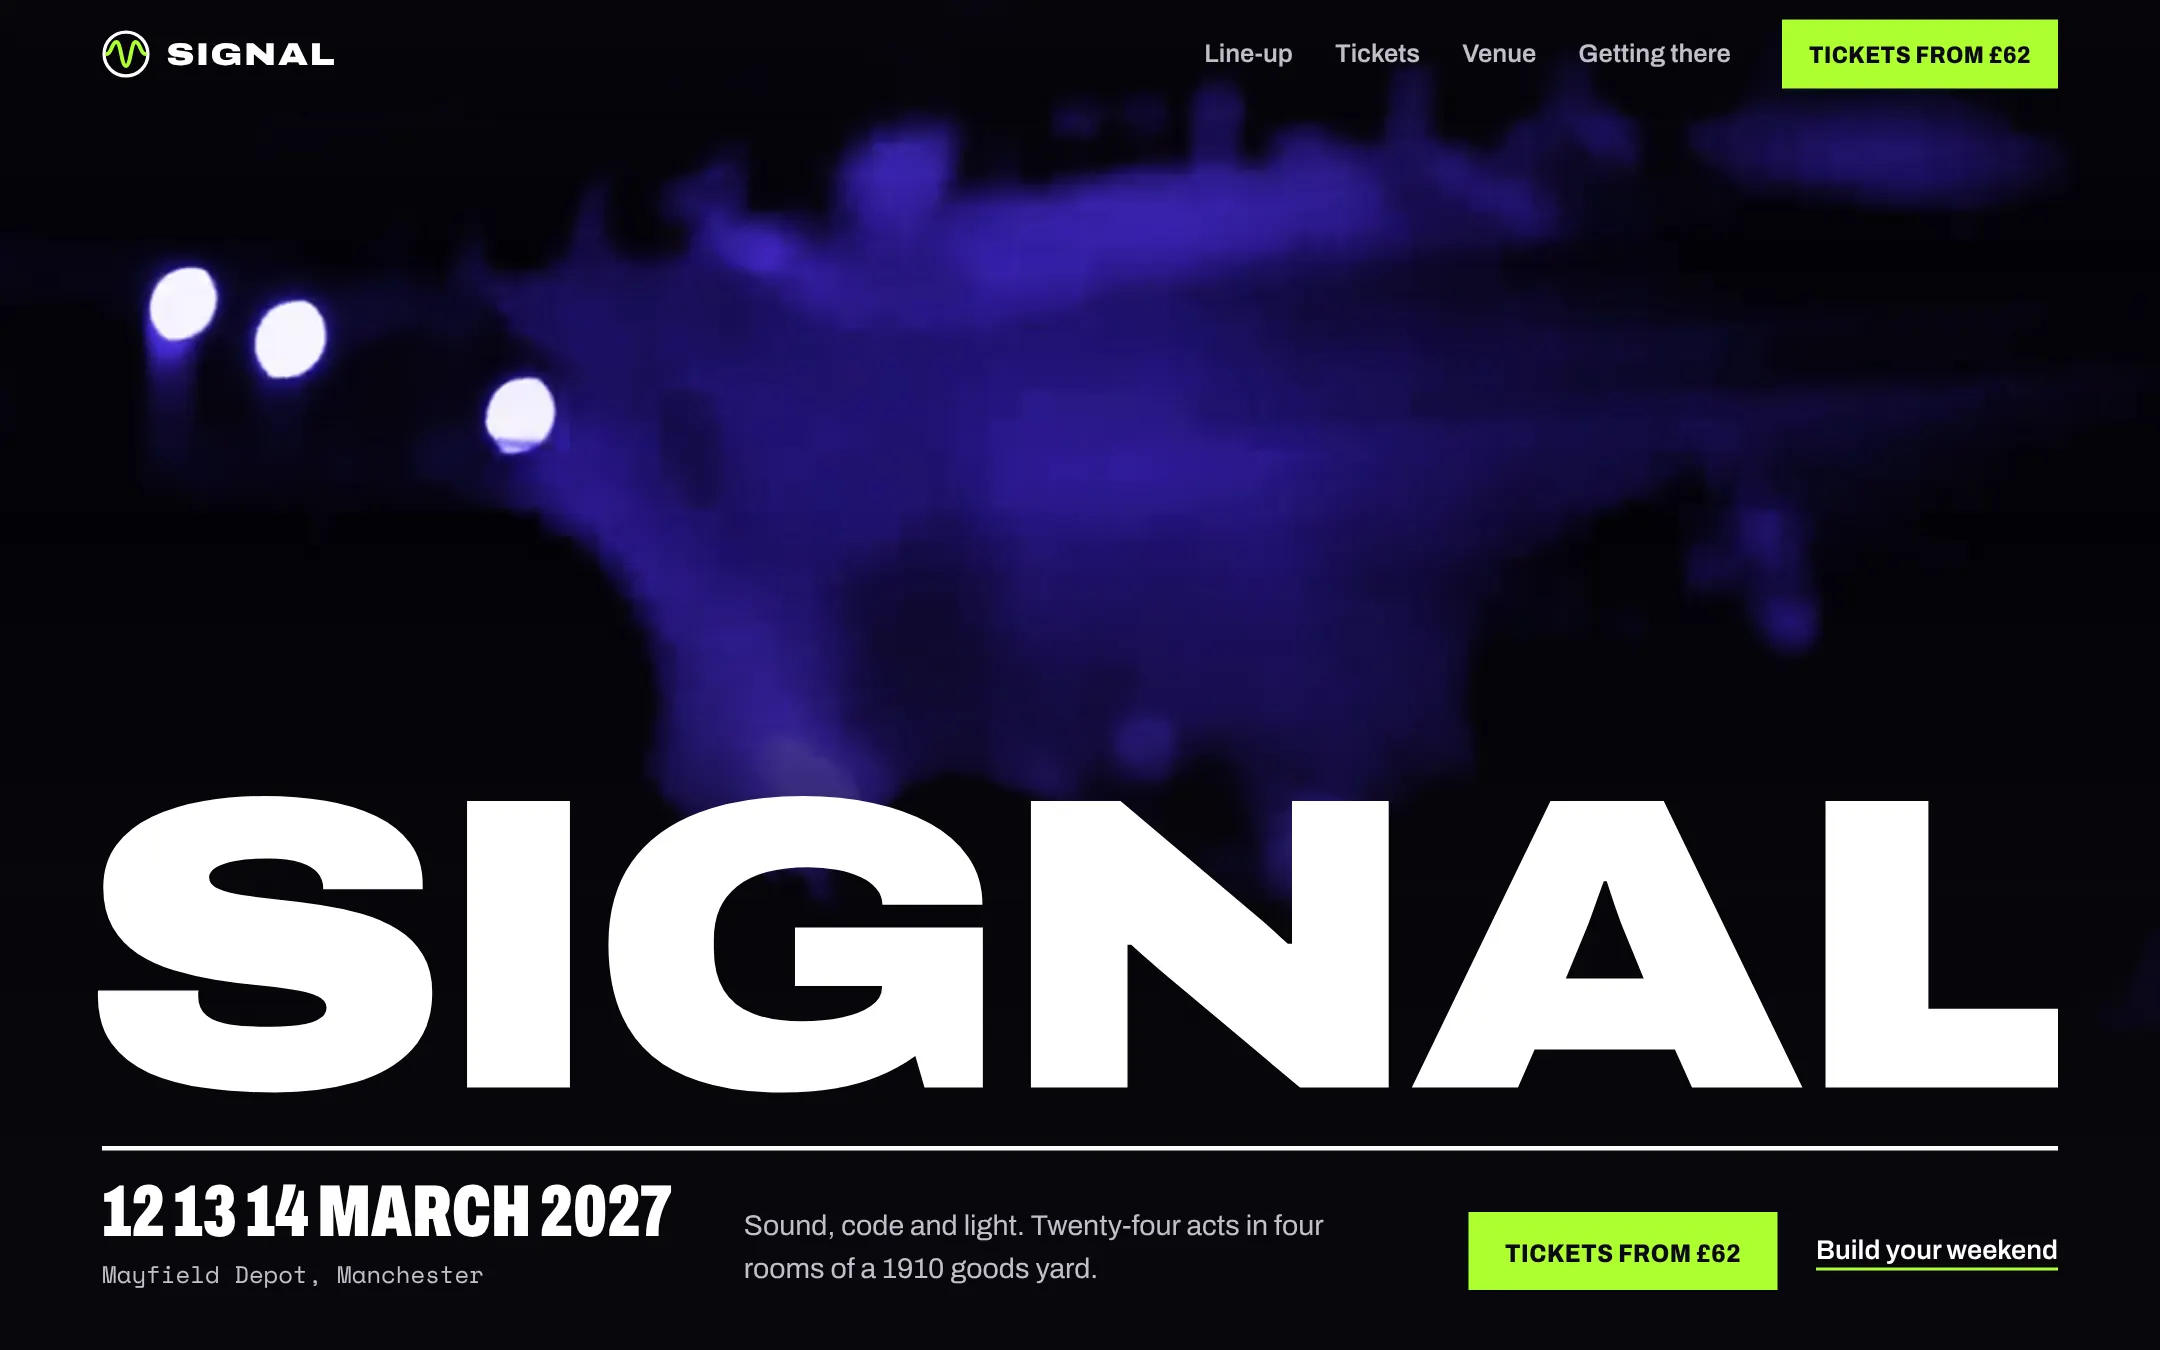 SIGNAL
Line-up
Tickets
Venue
Getting there
TICKETS FROM £62
SIGNAL
12 13 14 MARCH 2027
Mayfield Depot, Manchester
Sound, code and light. Twenty-four acts in four
rooms of a 1910 goods yard.
TICKETS FROM £62
Build your weekend